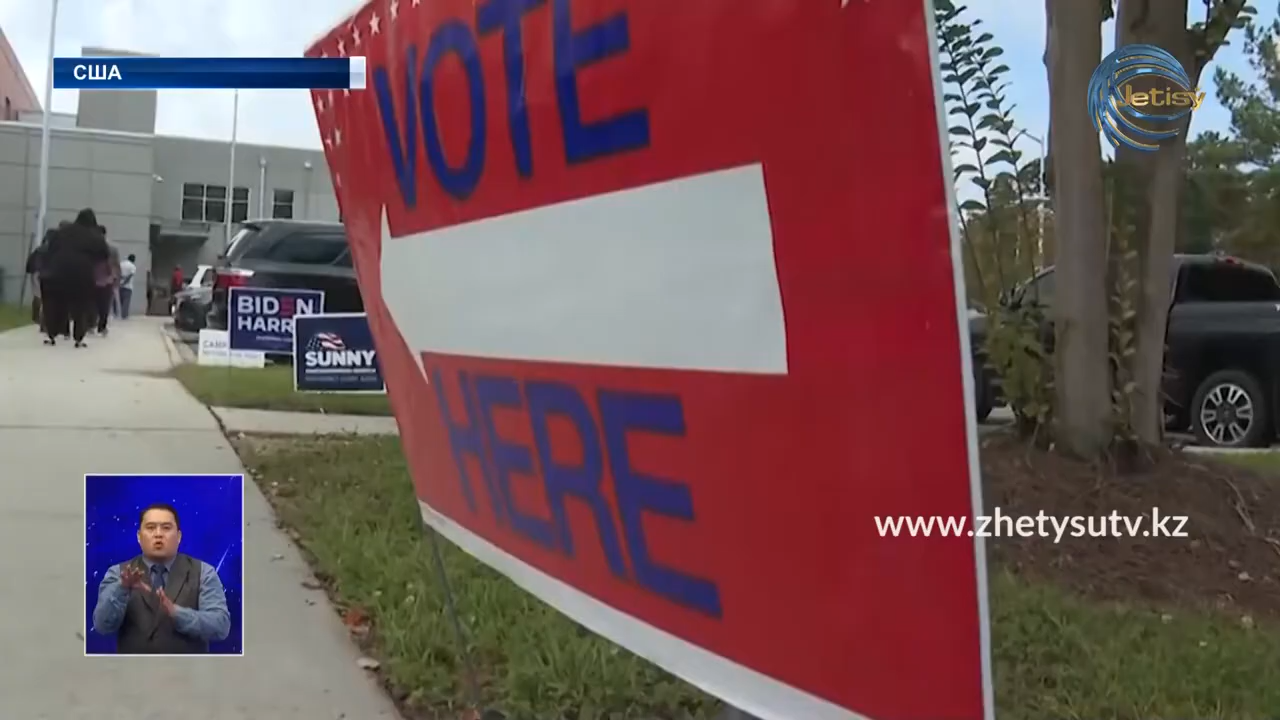 США
Jetisy
VOTE
HERE
BIDEN
HARR
SUNNY
www.zhetysutv.kz